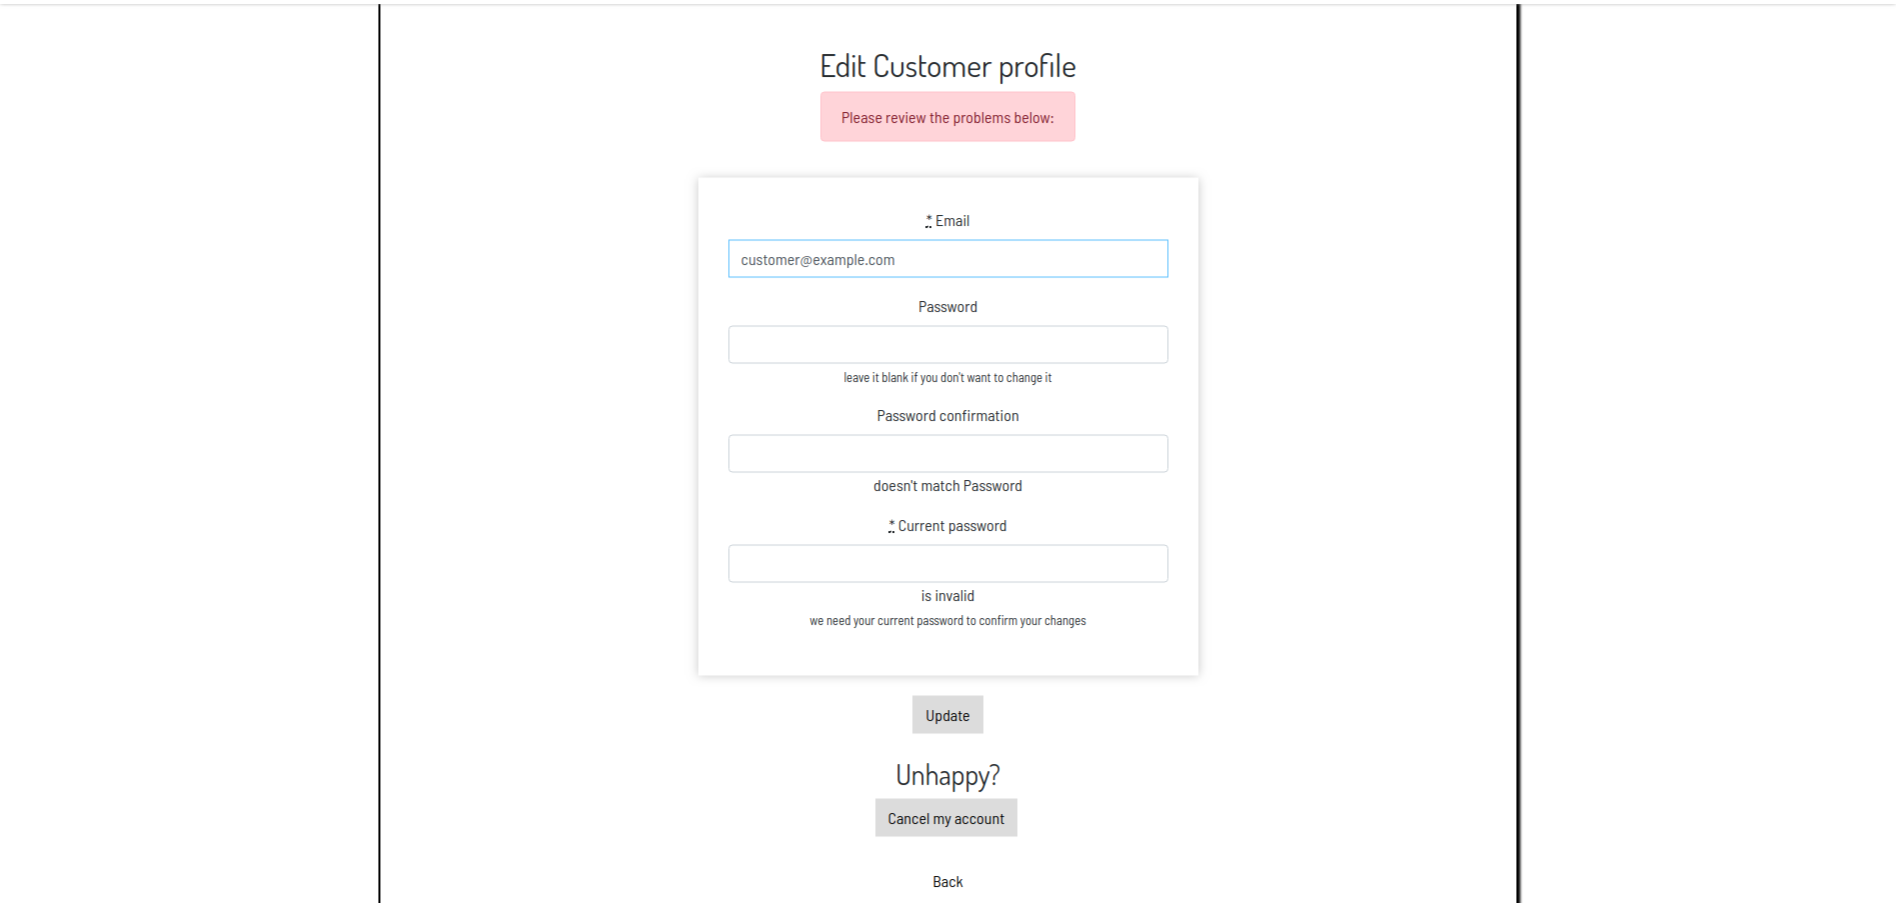 Edit Customer profile
Please review the problems below:
* Email
customer@example.com
Password
leave it blank if you don't want to change it
Password confirmation
doesn't match Password
* Current password
is invalid
we need your current password to confirm your changes
Update
Unhappy?
Cancel my account
Back